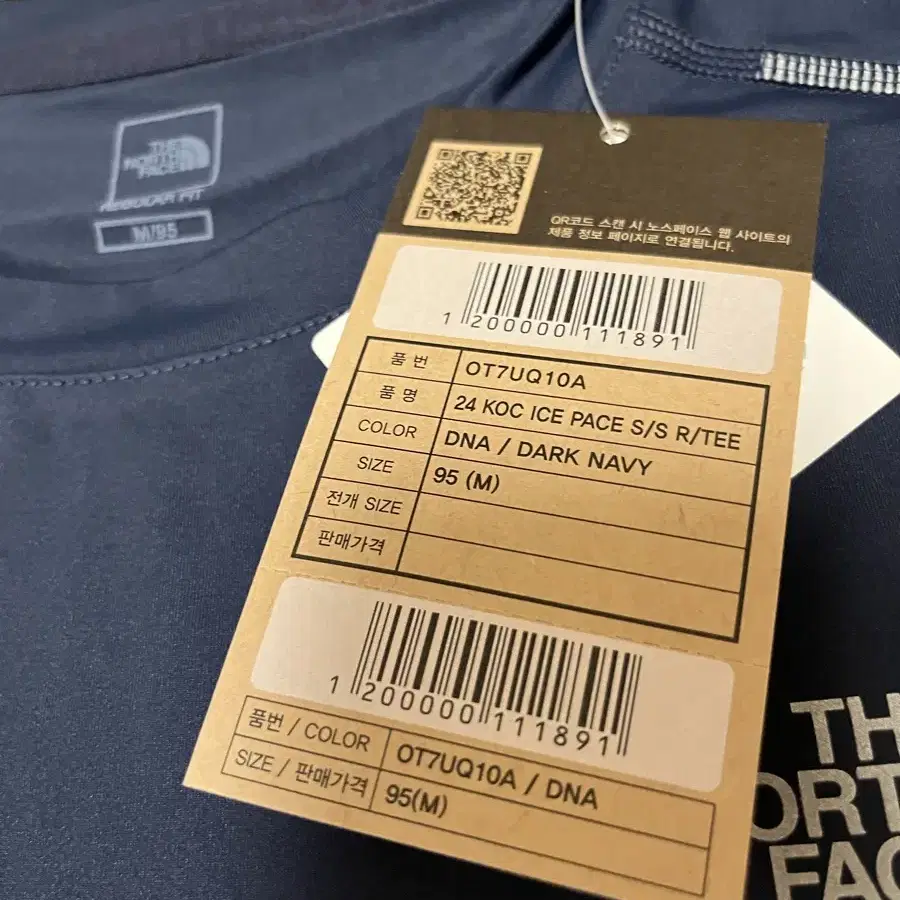 THE
NORTH
FACE
REGULAR FIT
M/95
QR코드 스캔 시 노스페이스 웹 사이트의
제품 정보 페이지로 연결됩니다.
1 200000 111891
품 번 OT7UQ10A
품 명 24 KOC ICE PACE S/S R/TEE
COLOR DNA / DARK NAVY
SIZE 95 (M)
전개 SIZE
판매가격
1 200000 111891
품번 / COLOR OT7UQ10A / DNA
SIZE / 판매가격 95(M)
TH
ORT
FAC